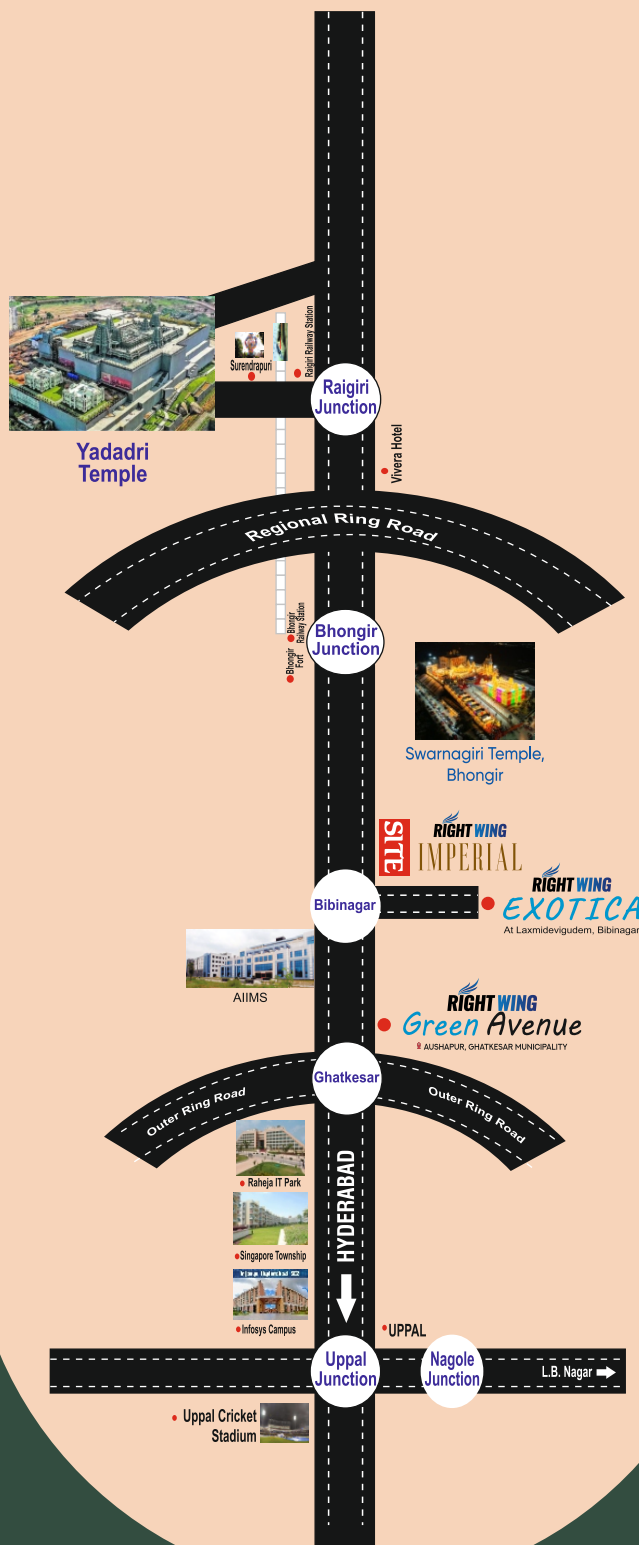 Raigiri Railway Station
Surendrapuri
Raigiri
Junction
Yadadri
Temple
Vivera Hotel
Regional Ring Road
Bhongir
Railway Station
Bhongir
Junction
Bhongir
Fort
Swarnagiri Temple,
Bhongir
SITE
RIGHT WING
IMPERIAL
Bibinagar
RIGHT WING
EXOTICA
At Laxmidevigudem, Bibinagar
AIIMS
RIGHT WING
Green Avenue
AUSHAPUR, GHATKESAR MUNICIPALITY
Ghatkesar
Outer Ring Road
Outer Ring Road
Raheja IT Park
HYDERABAD
Singapore Township
Infosys Campus
UPPAL
Uppal
Junction
Nagole
Junction
L.B. Nagar
Uppal Cricket
Stadium